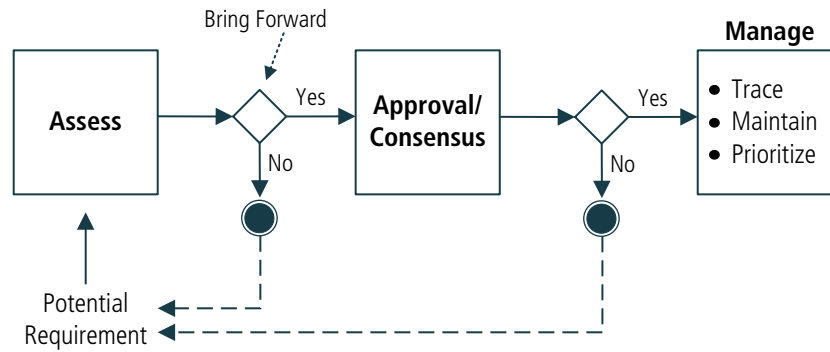 Bring Forward
Manage
Assess
Yes
Approval/
Consensus
Yes
• Trace
• Maintain
• Prioritize
No
No
Potential
Requirement